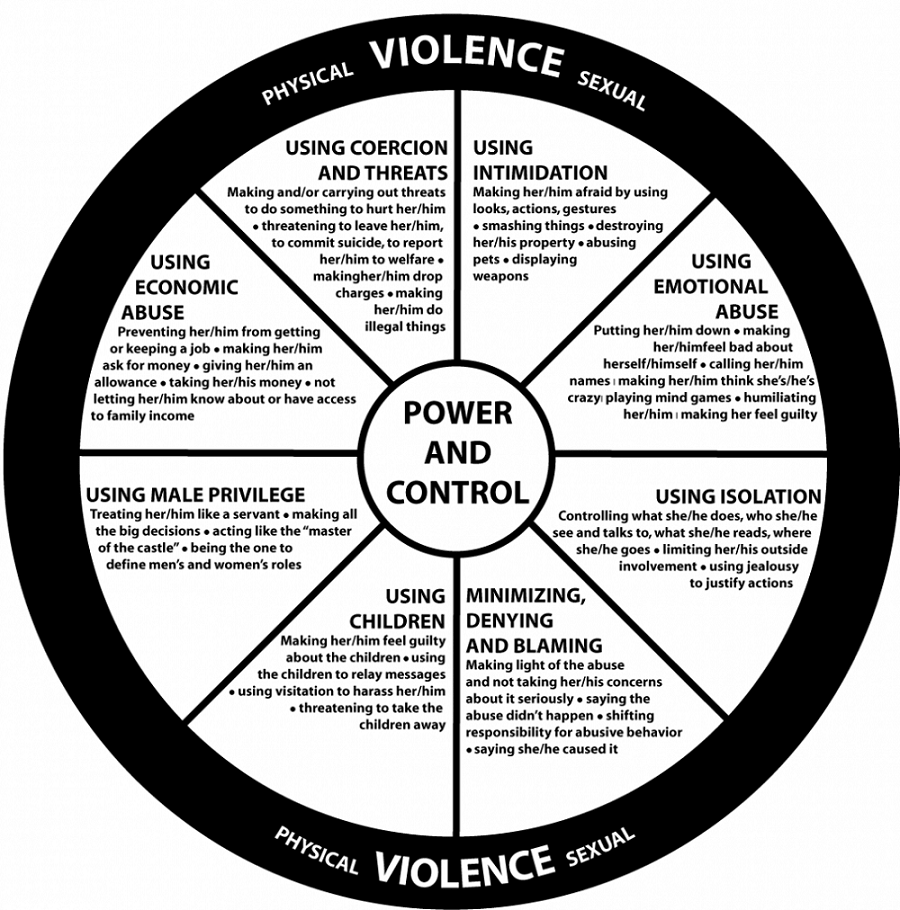 PHYSICAL VIOLENCE SEXUAL
USING COERCION
AND THREATS
Making and/or carrying out threats
to do something to hurt her/him
• threatening to leave her/him,
to commit suicide, to report
her/him to welfare •
makingher/him drop
charges • making
her/him do
illegal things
USING
INTIMIDATION
Making her/him afraid by using
looks, actions, gestures
• smashing things • destroying
her/his property • abusing
pets • displaying
weapons
USING
EMOTIONAL
ABUSE
Putting her/him down • making
her/himfeel bad about
herself/himself • calling her/him
names | making her/him think she's/he's
crazy| playing mind games • humiliating
her/him | making her feel guilty
USING ISOLATION
Controlling what she/he does, who she/he
see and talks to, what she/he reads, where
she/he goes • limiting her/his outside
involvement • using jealousy
to justify actions
MINIMIZING,
DENYING
AND BLAMING
Making light of the abuse
and not taking her/his concerns
about it seriously • saying the
abuse didn't happen • shifting
responsibility for abusive behavior
• saying she/he caused it
USING
CHILDREN
Making her/him feel guilty
about the children • using
the children to relay messages
• using visitation to harass her/him
• threatening to take the
children away
USING MALE PRIVILEGE
Treating her/him like a servant • making all
the big decisions • acting like the "master
of the castle" • being the one to
define men's and women's roles
USING
ECONOMIC
ABUSE
Preventing her/him from getting
or keeping a job • making her/him
ask for money • giving her/him an
allowance • taking her/his money • not
letting her/him know about or have access
to family income
POWER
AND
CONTROL
PHYSICAL VIOLENCE SEXUAL